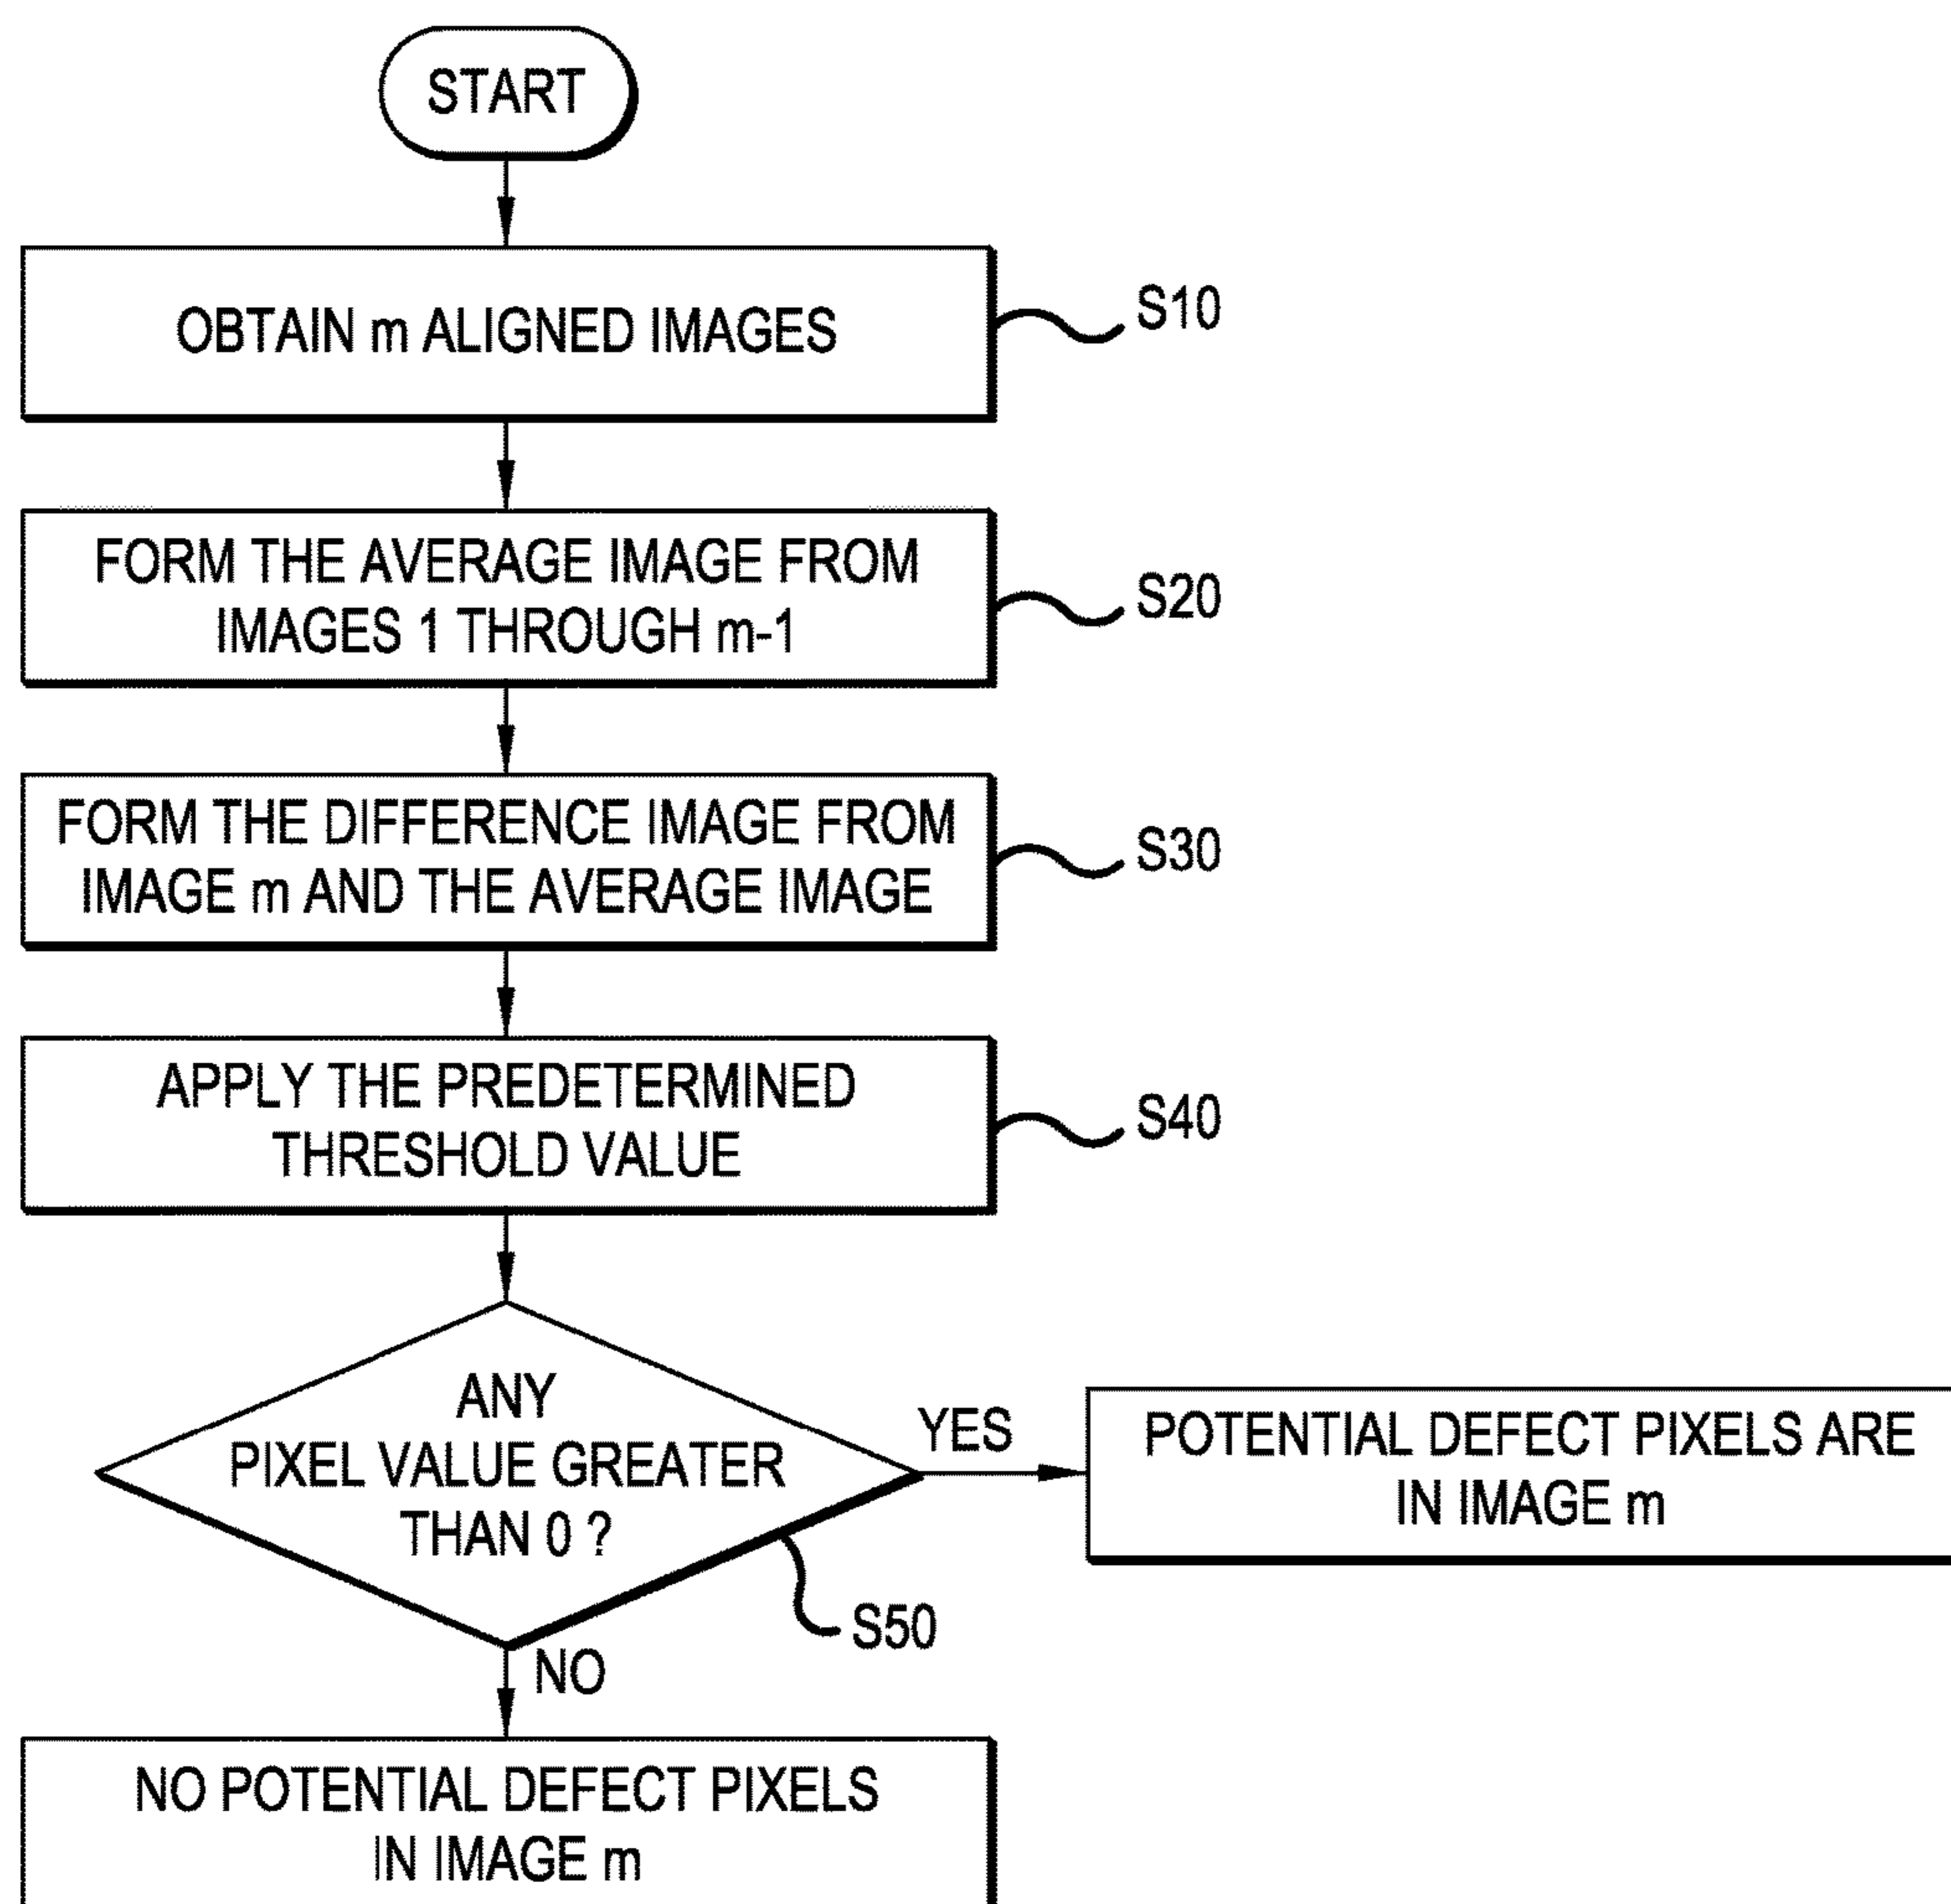 START
OBTAIN m ALIGNED IMAGES
S10
FORM THE AVERAGE IMAGE FROM
IMAGES 1 THROUGH m-1
S20
FORM THE DIFFERENCE IMAGE FROM
IMAGE m AND THE AVERAGE IMAGE
S30
APPLY THE PREDETERMINED
THRESHOLD VALUE
S40
ANY
PIXEL VALUE GREATER
THAN 0 ?
S50
YES
POTENTIAL DEFECT PIXELS ARE
IN IMAGE m
NO
NO POTENTIAL DEFECT PIXELS
IN IMAGE m